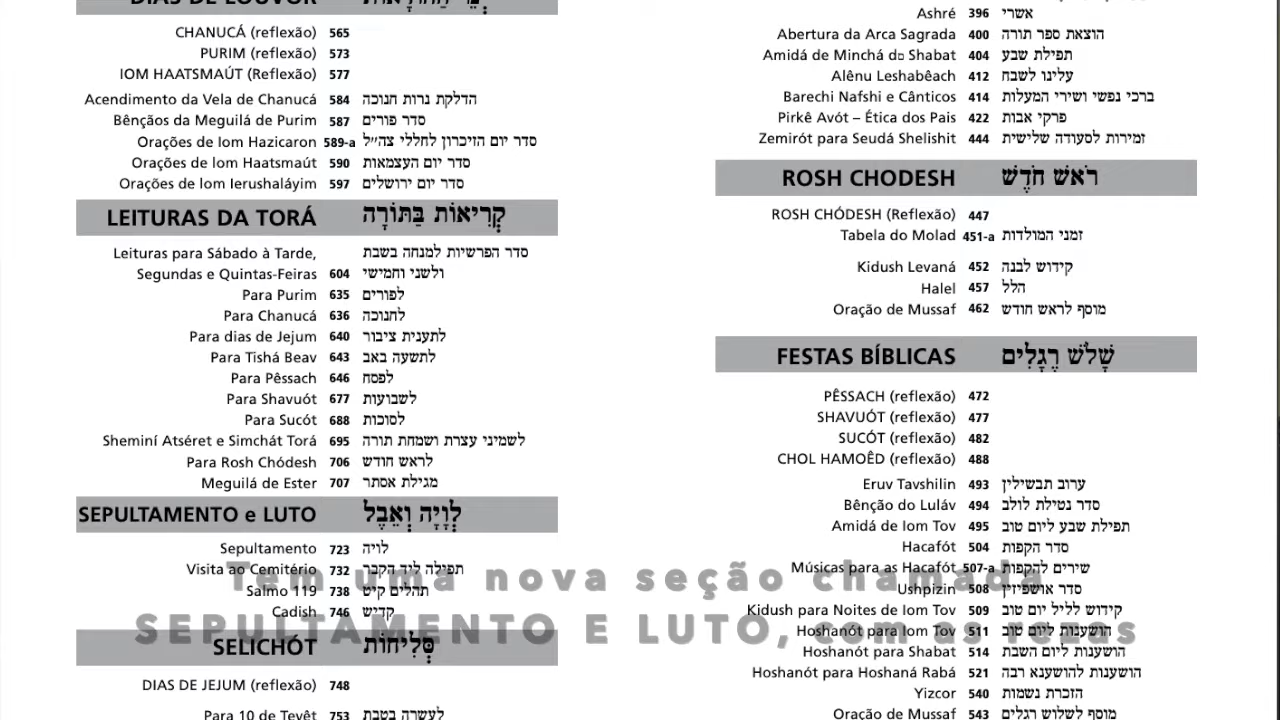 DIAS DE LOUVOR
CHANUCÁ (reflexão) 565
PURIM (reflexão) 573
IOM HAATSMAÚT (Reflexão) 577
Acendimento da Vela de Chanucá 584 הדלקת נרות חנוכה
Bênçãos da Meguilá de Purim 587 סדר פורים
Orações de Iom Hazicaron 589-a סדר יום הזיכרון לחללי צה״ל
Orações de Iom Haatsmaút 590 סדר יום העצמאות
Orações de Iom Ierushaláyim 597 סדר יום ירושלים
LEITURAS DA TORÁ קְרִיאוֹת בַּתּוֹרָה
Leituras para Sábado à Tarde, סדר הפרשיות למנחה בשבת
Segundas e Quintas-Feiras 604 ולשני וחמישי
Para Purim 635 לפורים
Para Chanucá 636 לחנוכה
Para dias de Jejum 640 לתענית ציבור
Para Tishá Beav 643 לתשעה באב
Para Pêssach 646 לפסח
Para Shavuót 677 לשבועות
Para Sucót 688 לסוכות
Sheminí Atséret e Simchát Torá 695 לשמיני עצרת ושמחת תורה
Para Rosh Chódesh 706 לראש חודש
Meguilá de Ester 707 מגילת אסתר
SEPULTAMENTO e LUTO לְוָיָה וְאֵבֶל
Sepultamento 723 לויה
Visita ao Cemitério 732 תפילה ליד הקבר
Salmo 119 738 תהלים קיט
Cadish 746 קדיש
SELICHÓT סְלִיחוֹת
DIAS DE JEJUM (reflexão) 748
Para 10 de Tevêt 753 לעשרה בטבת
Ashré 396 אשרי
Abertura da Arca Sagrada 400 הוצאת ספר תורה
Amidá de Minchá de Shabat 404 תפילת שבע
Alênu Leshabêach 412 עלינו לשבח
Barechi Nafshi e Cânticos 414 ברכי נפשי ושירי המעלות
Pirkê Avót – Ética dos Pais 422 פרקי אבות
Zemirót para Seudá Shelishit 444 זמירות לסעודה שלישית
ROSH CHODESH רֹאשׁ חֹדֶשׁ
ROSH CHÓDESH (Reflexão) 447
Tabela do Molad 451-a זמני המולדות
Kidush Levaná 452 קידוש לבנה
Halel 457 הלל
Oração de Mussaf 462 מוסף לראש חודש
FESTAS BÍBLICAS שָׁלֹשׁ רְגָלִים
PÊSSACH (reflexão) 472
SHAVUÓT (reflexão) 477
SUCÓT (reflexão) 482
CHOL HAMOÊD (reflexão) 488
Eruv Tavshilin 493 ערוב תבשילין
Bênção do Luláv 494 סדר נטילת לולב
Amidá de Iom Tov 495 תפילת שבע ליום טוב
Hacafót 504 סדר הקפות
Músicas para as Hacafót 507-a שירים להקפות
Ushpizin 508 סדר אושפיזין
Kidush para Noites de Iom Tov 509 קידוש לליל יום טוב
Hoshanót para Iom Tov 511 הושענות ליום טוב
Hoshanót para Shabat 514 הושענות ליום השבת
Hoshanót para Hoshaná Rabá 521 הושענות להושענא רבה
Yizcor 540 הזכרת נשמות
Oração de Mussaf 543 מוסף לשלוש רגלים
Tem uma nova seção chamada
SEPULTAMENTO E LUTO, com as rezas